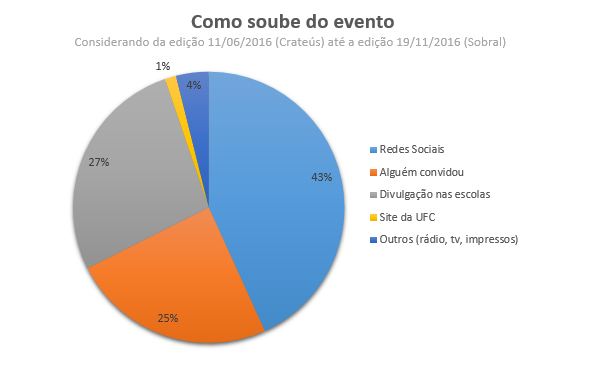 Como soube do evento
Considerando da edição 11/06/2016 (Crateús) até a edição 19/11/2016 (Sobral)
1%
4%
43%
27%
25%
Redes Sociais
Alguém convidou
Divulgação nas escolas
Site da UFC
Outros (rádio, tv, impressos)